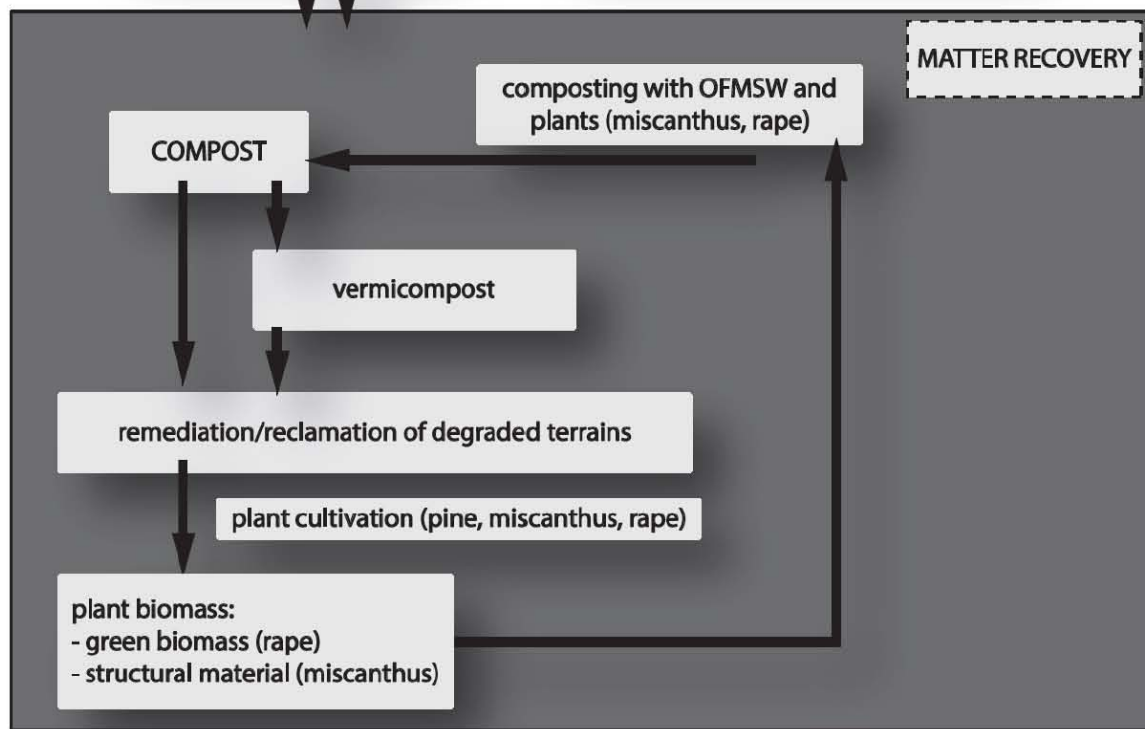 MATTER RECOVERY
composting with OFMSW and
plants (miscanthus, rape)
COMPOST
vermicompost
remediation/reclamation of degraded terrains
plant cultivation (pine, miscanthus, rape)
plant biomass:
- green biomass (rape)
- structural material (miscanthus)